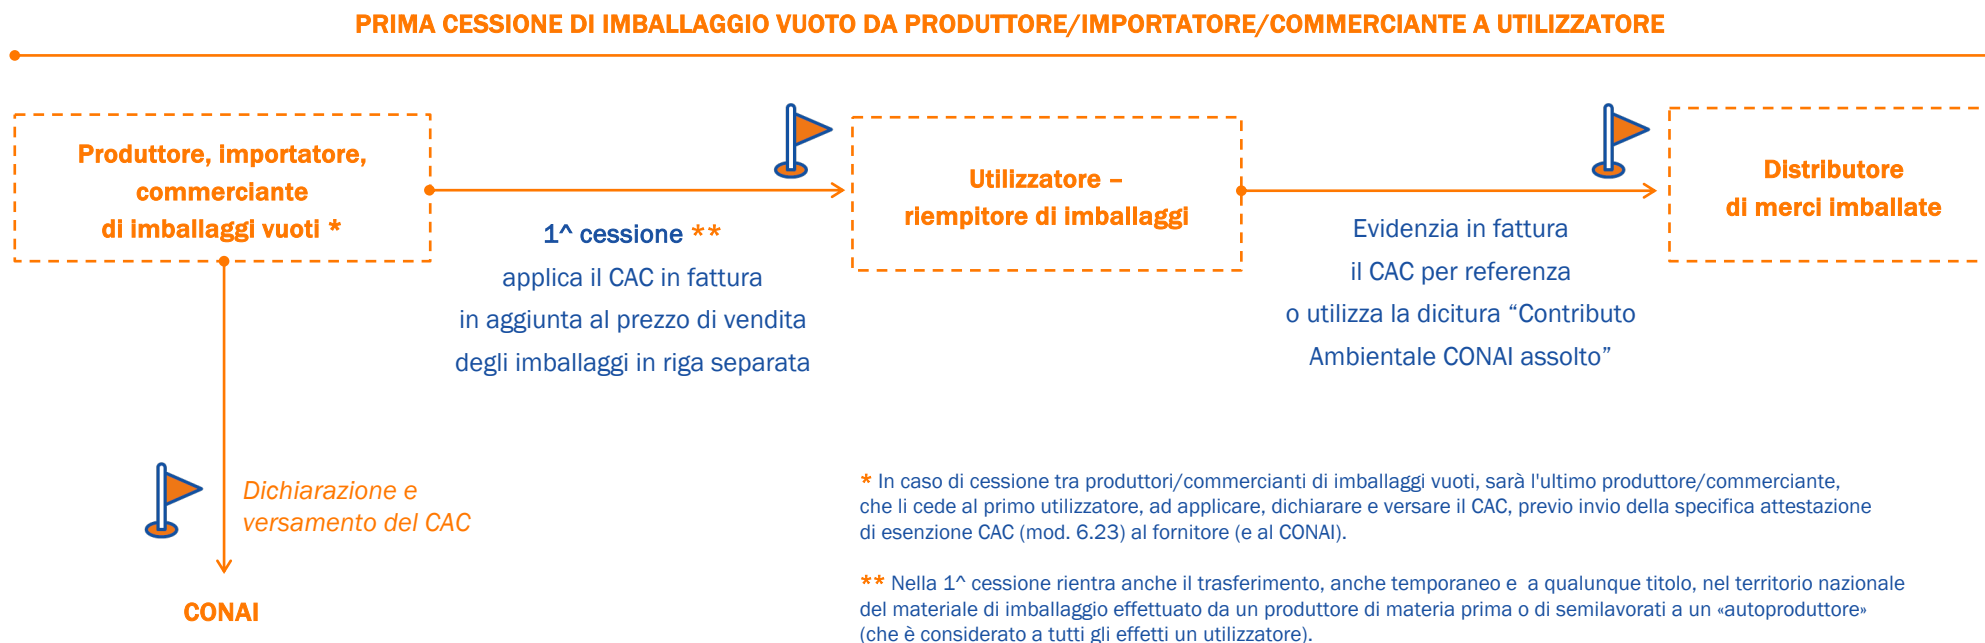 PRIMA CESSIONE DI IMBALLAGGIO VUOTO DA PRODUTTORE/IMPORTATORE/COMMERCIANTE A UTILIZZATORE
Produttore, importatore,
commerciante
di imballaggi vuoti *
1^ cessione **
applica il CAC in fattura
in aggiunta al prezzo di vendita
degli imballaggi in riga separata
Utilizzatore –
riempitore di imballaggi
Evidenzia in fattura
il CAC per referenza
o utilizza la dicitura “Contributo
Ambientale CONAI assolto”
Distributore
di merci imballate
Dichiarazione e
versamento del CAC
CONAI
* In caso di cessione tra produttori/commercianti di imballaggi vuoti, sarà l'ultimo produttore/commerciante,
che li cede al primo utilizzatore, ad applicare, dichiarare e versare il CAC, previo invio della specifica attestazione
di esenzione CAC (mod. 6.23) al fornitore (e al CONAI).
** Nella 1^ cessione rientra anche il trasferimento, anche temporaneo e a qualunque titolo, nel territorio nazionale
del materiale di imballaggio effettuato da un produttore di materia prima o di semilavorati a un «autoproduttore»
(che è considerato a tutti gli effetti un utilizzatore).